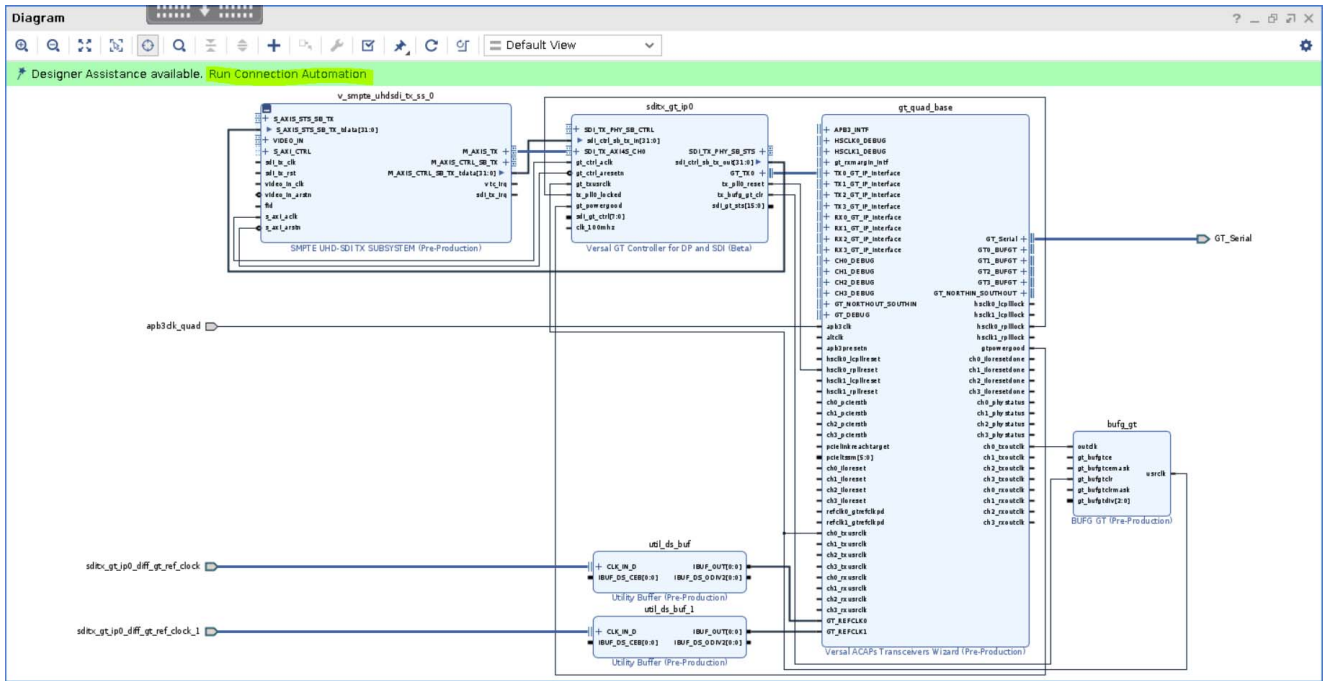 Diagram
Default View
Designer Assistance available. Run Connection Automation
v_smpte_uhdsdi_tx_ss_0
S_AXIS_STS_SB_TX
S_AXIS_STS_SB_TX_tdata[31:0]
VIDEO_IN
S_AXI_CTRL
sdi_tx_clk
sdi_tx_rst
video_in_clk
video_in_arstn
fid
s_axi_aclk
s_axi_arstn
M_AXIS_TX
M_AXIS_CTRL_SB_TX
M_AXIS_CTRL_SB_TX_tdata[31:0]
vtc_irq
sdi_tx_irq
SMPTE UHD-SDI TX SUBSYSTEM (Pre-Production)
sditx_gt_ip0
SDI_TX_PHY_SB_CTRL
sdi_ctrl_sb_tx_in[31:0]
SDI_TX_AXI4S_CH0
gt_ctrl_aclk
gt_ctrl_aresetn
gt_txusrclk
tx_pll0_locked
gt_powergood
sdi_gt_ctrl[7:0]
clk_100mhz
SDI_TX_PHY_SB_STS
sdi_ctrl_sb_tx_out[31:0]
GT_TX0
tx_pll0_reset
tx_bufg_gt_clr
sdi_gt_sts[15:0]
Versal GT Controller for DP and SDI (Beta)
gt_quad_base
APB3_INTF
HSCLK0_DEBUG
HSCLK1_DEBUG
gt_rxmargin_intf
TX0_GT_IP_Interface
TX1_GT_IP_Interface
TX2_GT_IP_Interface
TX3_GT_IP_Interface
RX0_GT_IP_Interface
RX1_GT_IP_Interface
RX2_GT_IP_Interface
RX3_GT_IP_Interface
CH0_DEBUG
CH1_DEBUG
CH2_DEBUG
CH3_DEBUG
GT_NORTHOUT_SOUTHIN
GT_DEBUG
apb3clk
altclk
apb3presetn
hsclk0_lcpllreset
hsclk0_rpllreset
hsclk1_lcpllreset
hsclk1_rpllreset
ch0_pcierstb
ch1_pcierstb
ch2_pcierstb
ch3_pcierstb
pcielinkreachtarget
pcieltssm[5:0]
ch0_iloreset
ch1_iloreset
ch2_iloreset
ch3_iloreset
refclk0_gtrefclkpd
refclk1_gtrefclkpd
ch0_txusrclk
ch1_txusrclk
ch2_txusrclk
ch3_txusrclk
ch0_rxusrclk
ch1_rxusrclk
ch2_rxusrclk
ch3_rxusrclk
GT_REFCLK0
GT_REFCLK1
GT_Serial
GT0_BUFGT
GT1_BUFGT
GT2_BUFGT
GT3_BUFGT
GT_NORTHIN_SOUTHOUT
hsclk0_lcplllock
hsclk1_lcplllock
hsclk0_rplllock
hsclk1_rplllock
gtpowergood
ch0_iloresetdone
ch1_iloresetdone
ch2_iloresetdone
ch3_iloresetdone
ch0_phystatus
ch1_phystatus
ch2_phystatus
ch3_phystatus
ch0_txoutclk
ch1_txoutclk
ch2_txoutclk
ch3_txoutclk
ch0_rxoutclk
ch1_rxoutclk
ch2_rxoutclk
ch3_rxoutclk
Versal ACAPs Transceivers Wizard (Pre-Production)
GT_Serial
apb3clk_quad
bufg_gt
outclk
gt_bufgtce
gt_bufgtcemask
gt_bufgtclr
gt_bufgtclrmask
gt_bufgtdiv[2:0]
usrclk
BUFG GT (Pre-Production)
sditx_gt_ip0_diff_gt_ref_clock
util_ds_buf
CLK_IN_D
IBUF_DS_CEB[0:0]
IBUF_OUT[0:0]
IBUF_DS_ODIV2[0:0]
Utility Buffer (Pre-Production)
sditx_gt_ip0_diff_gt_ref_clock_1
util_ds_buf_1
CLK_IN_D
IBUF_DS_CEB[0:0]
IBUF_OUT[0:0]
IBUF_DS_ODIV2[0:0]
Utility Buffer (Pre-Production)